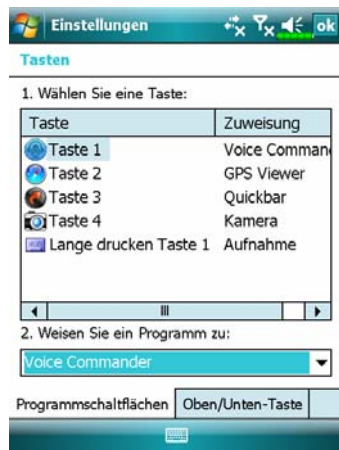 Einstellungen ok
Tasten
1. Wählen Sie eine Taste:
Taste Zuweisung
Taste 1 Voice Comman
Taste 2 GPS Viewer
Taste 3 Quickbar
Taste 4 Kamera
Lange drucken Taste 1 Aufnahme
2. Weisen Sie ein Programm zu:
Voice Commander
Programmschaltflächen Oben/Unten-Taste